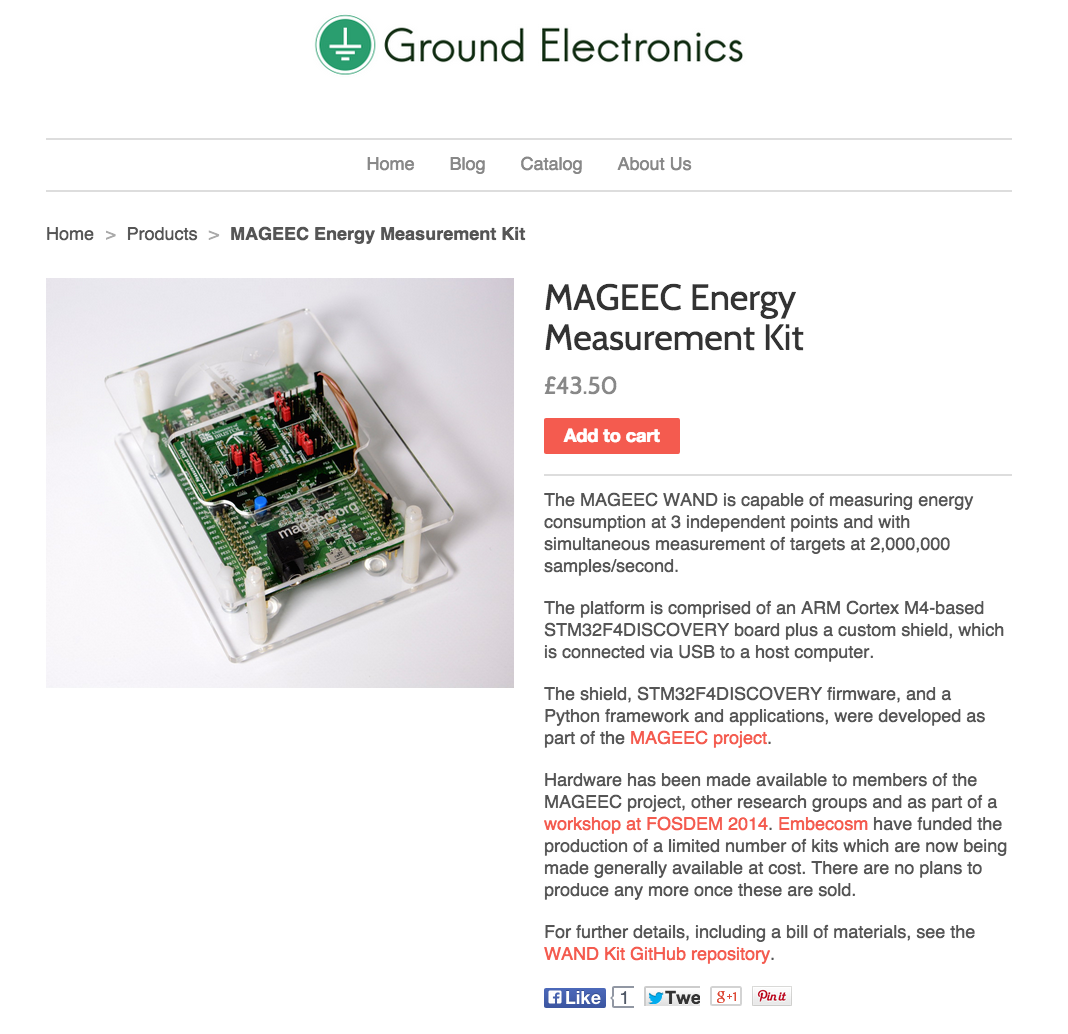 Ground Electronics
Home Blog Catalog About Us
Home > Products > MAGEEC Energy Measurement Kit
mageec.org
MAGEEC Energy
Measurement Kit
£43.50
Add to cart
The MAGEEC WAND is capable of measuring energy
consumption at 3 independent points and with
simultaneous measurement of targets at 2,000,000
samples/second.
The platform is comprised of an ARM Cortex M4-based
STM32F4DISCOVERY board plus a custom shield, which
is connected via USB to a host computer.
The shield, STM32F4DISCOVERY firmware, and a
Python framework and applications, were developed as
part of the MAGEEC project.
Hardware has been made available to members of the
MAGEEC project, other research groups and as part of a
workshop at FOSDEM 2014. Embecosm have funded the
production of a limited number of kits which are now being
made generally available at cost. There are no plans to
produce any more once these are sold.
For further details, including a bill of materials, see the
WAND Kit GitHub repository.
Like 1 Twe g+1 Pin it